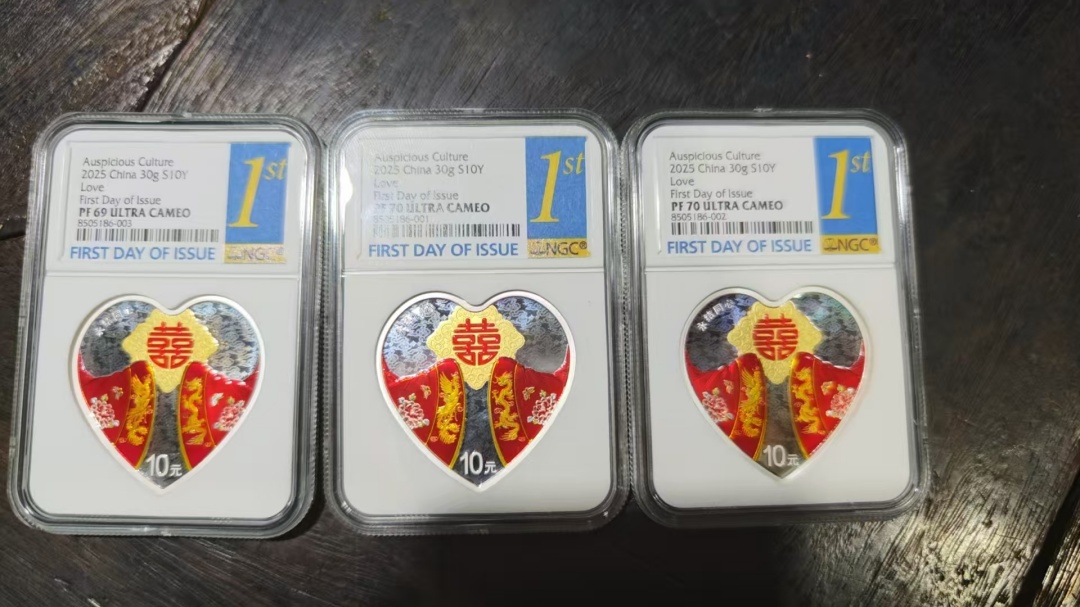 Auspicious Culture
2025 China 30g S10Y
Love
First Day of Issue
PF 69 ULTRA CAMEO
8505186-003
1st
FIRST DAY OF ISSUE
NGC®
囍
10元
Auspicious Culture
2025 China 30g S10Y
Love
First Day of Issue
PF 70 ULTRA CAMEO
8505186-001
1st
FIRST DAY OF ISSUE
NGC®
囍
10元
Auspicious Culture
2025 China 30g S10Y
Love
First Day of Issue
PF 70 ULTRA CAMEO
8505186-002
1st
FIRST DAY OF ISSUE
NGC®
囍
10元